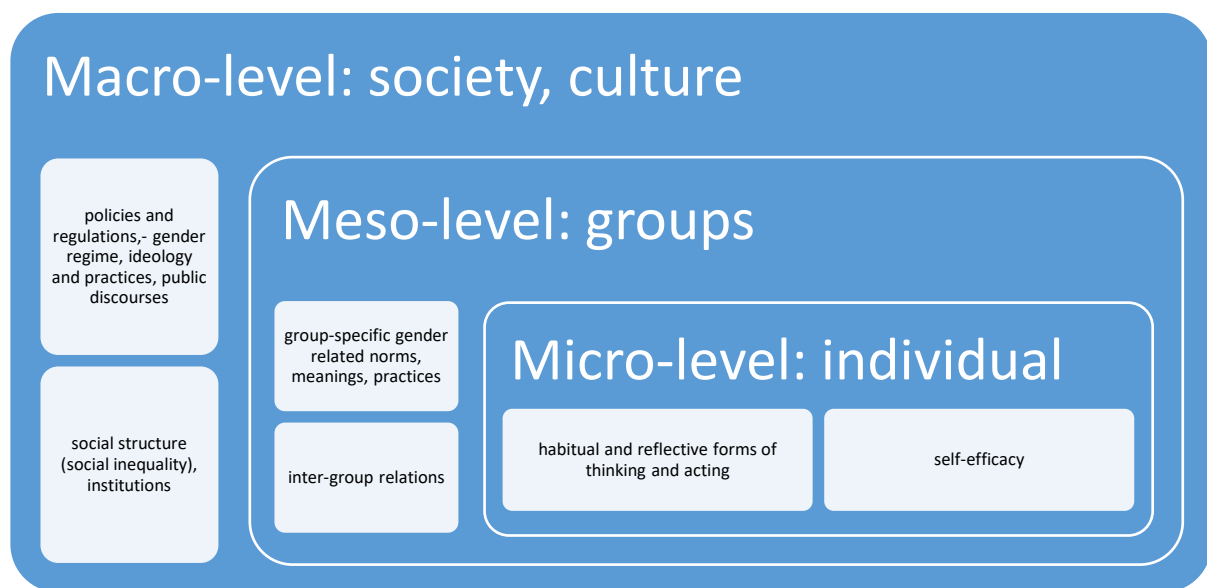 Macro-level: society, culture
policies and
regulations,- gender
regime, ideology
and practices, public
discourses
social structure
(social inequality),
institutions
Meso-level: groups
group-specific gender
related norms,
meanings, practices
inter-group relations
Micro-level: individual
habitual and reflective forms of
thinking and acting
self-efficacy